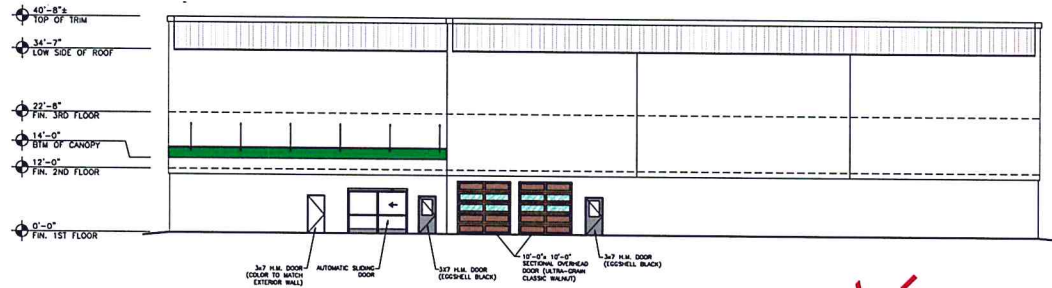 40'-8"±
TOP OF TRIM
34'-7"
LOW SIDE OF ROOF
22'-8"
FIN. 3RD FLOOR
14'-0"
BTM OF CANOPY
12'-0"
FIN. 2ND FLOOR
0'-0"
FIN. 1ST FLOOR
3x7 H.M. DOOR
(COLOR TO MATCH
EXTERIOR WALL)
AUTOMATIC SLIDING
DOOR
3X7 H.M. DOOR
(EGGSHELL BLACK)
10'-0"x 10'-0"
SECTIONAL OVERHEAD
DOOR (ULTRA-GRAIN
CLASSIC WALNUT)
3x7 H.M. DOOR
(EGGSHELL BLACK)